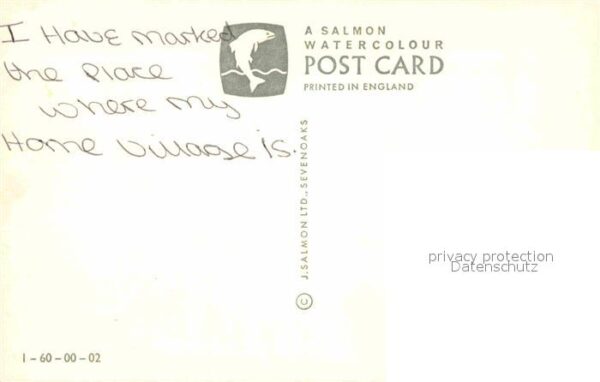 I Have marked
the Place
where my
Home Village is.
A SALMON
WATERCOLOUR
POST CARD
PRINTED IN ENGLAND
© J. SALMON LTD., SEVENOAKS
privacy protection
Datenschutz
1 - 60 - 00 - 02